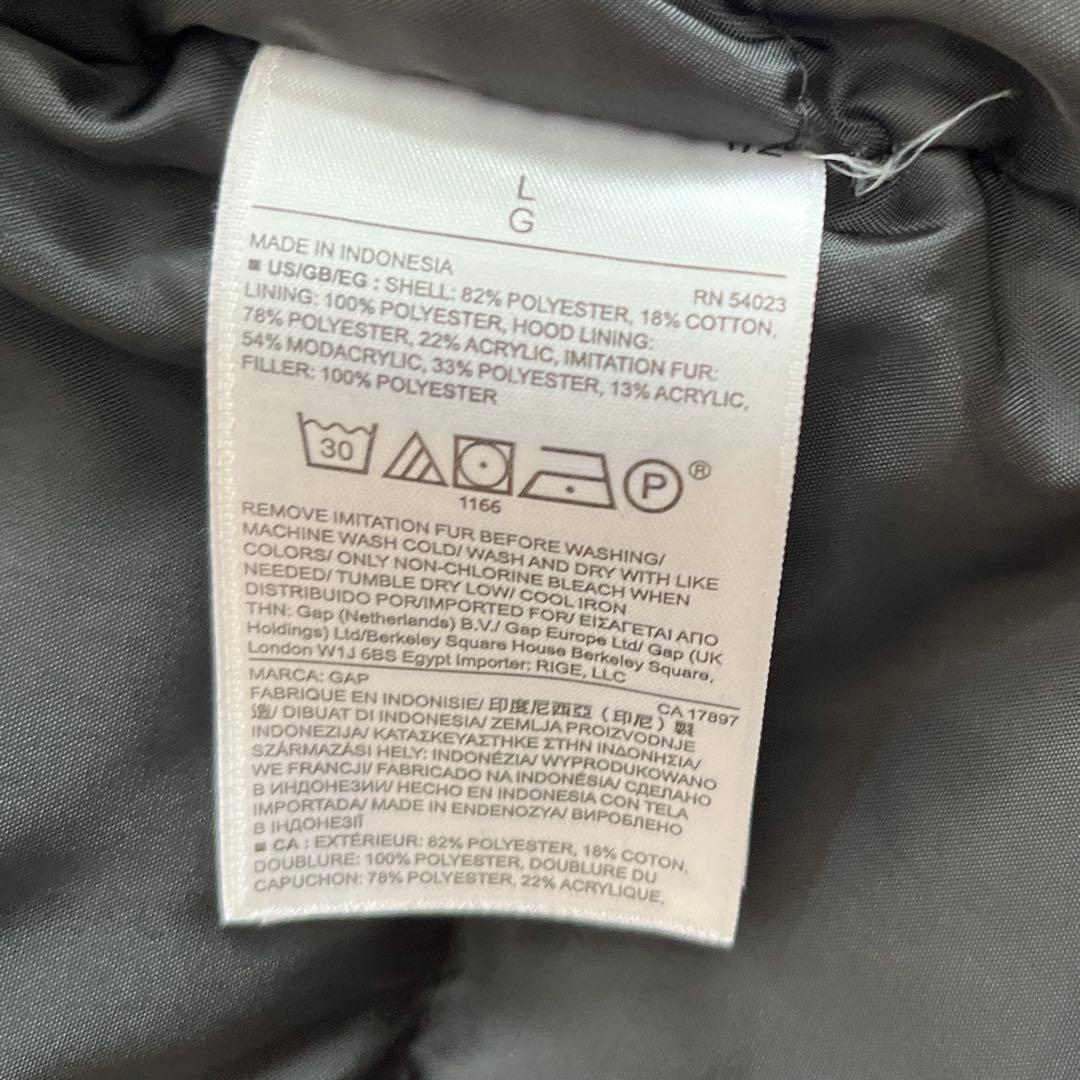 L
G
MADE IN INDONESIA
RN 54023
■ US/GB/EG : SHELL: 82% POLYESTER, 18% COTTON,
LINING: 100% POLYESTER, HOOD LINING:
78% POLYESTER, 22% ACRYLIC, IMITATION FUR:
54% MODACRYLIC, 33% POLYESTER, 13% ACRYLIC,
FILLER: 100% POLYESTER
30
P
®
1166
REMOVE IMITATION FUR BEFORE WASHING/
MACHINE WASH COLD/ WASH AND DRY WITH LIKE
COLORS/ ONLY NON-CHLORINE BLEACH WHEN
NEEDED/ TUMBLE DRY LOW/ COOL IRON
DISTRIBUIDO POR/IMPORTED FOR/ ΕΙΣΑΓΕΤΑΙ ΑΠΟ
ΤΗΝ: Gap (Netherlands) B.V./ Gap Europe Ltd/ Gap (UK
Holdings) Ltd/Berkeley Square House Berkeley Square,
London W1J 6BS Egypt Importer: RIGE, LLC
MARCA: GAP
CA 17897
FABRIQUE EN INDONISIE/ 印度尼西亞 ( 印尼 ) 製
造/ DIBUAT DI INDONESIA/ ZEMLJA PROIZVODNJE
INDONEZIJA/ ΚΑΤΑΣΚΕΥΑΣΤΗΚΕ ΣΤΗΝ ΙΝΔΟΝΗΣΙΑ/
SZÁRMAZÁSI HELY: INDONÉZIA/ WYPRODUKOWANO
WE FRANCJI/ FABRICADO NA INDONÉSIA/ СДЕЛАНО
В ИНДОНЕЗИИ/ HECHO EN INDONESIA CON TELA
IMPORTADA/ MADE IN ENDENOZYA/ ВИРОБЛЕНО
В ІНДОНЕЗІЇ
■ CA : EXTÉRIEUR: 82% POLYESTER, 18% COTON,
DOUBLURE: 100% POLYESTER, DOUBLURE DU
CAPUCHON: 78% POLYESTER, 22% ACRYLIQUE,